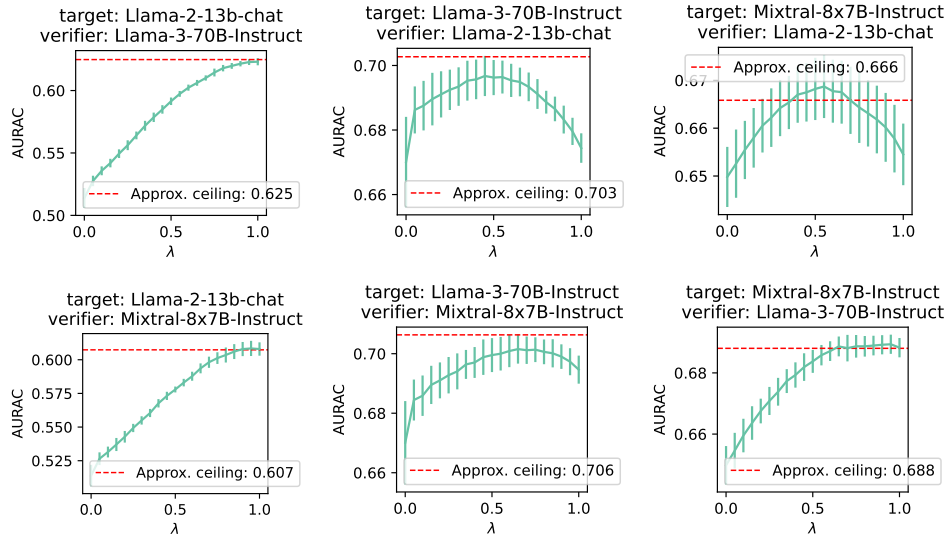 target: Llama-2-13b-chat
verifier: Llama-3-70B-Instruct
AURAC
0.60
0.55
0.50
Approx. ceiling: 0.625
0.0
0.5
1.0
λ
target: Llama-3-70B-Instruct
verifier: Llama-2-13b-chat
AURAC
0.70
0.68
0.66
Approx. ceiling: 0.703
0.0
0.5
1.0
λ
target: Mixtral-8x7B-Instruct
verifier: Llama-2-13b-chat
AURAC
0.67
0.66
0.65
Approx. ceiling: 0.666
0.0
0.5
1.0
λ
target: Llama-2-13b-chat
verifier: Mixtral-8x7B-Instruct
AURAC
0.600
0.575
0.550
0.525
Approx. ceiling: 0.607
0.0
0.5
1.0
λ
target: Llama-3-70B-Instruct
verifier: Mixtral-8x7B-Instruct
AURAC
0.70
0.68
0.66
Approx. ceiling: 0.706
0.0
0.5
1.0
λ
target: Mixtral-8x7B-Instruct
verifier: Llama-3-70B-Instruct
AURAC
0.68
0.66
Approx. ceiling: 0.688
0.0
0.5
1.0
λ